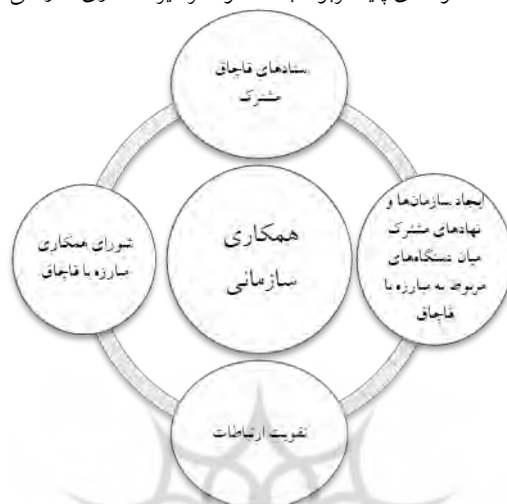 ستادهای قاچاق
مشترک
ایجاد سازمان‌ها و
نهادهای مشترک
میان دستگاه‌های
مربوط به مبارزه با
قاچاق
همکاری
سازمانی
شورای همکاری
مبارزه با قاچاق
تقویت ارتباطات